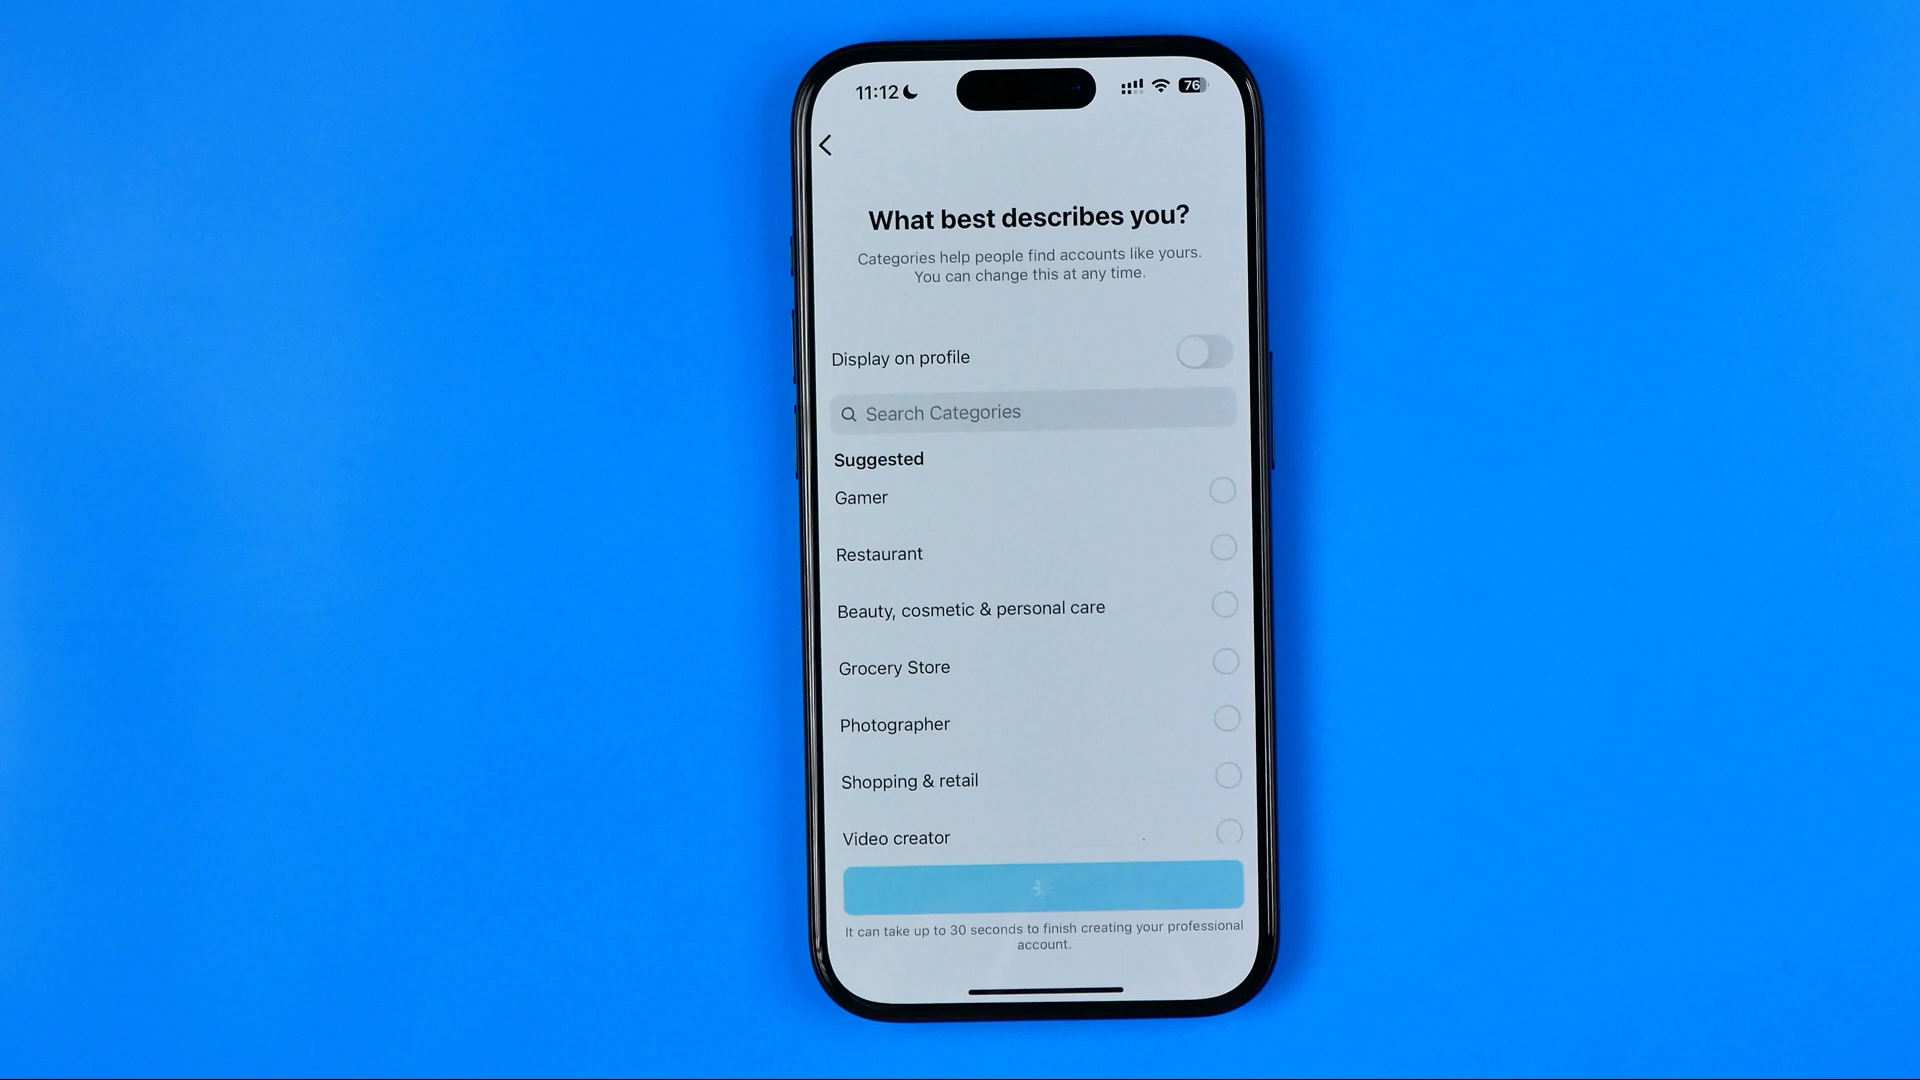 11:12
76
What best describes you?
Categories help people find accounts like yours.
You can change this at any time.
Display on profile
Search Categories
Suggested
Gamer
Restaurant
Beauty, cosmetic & personal care
Grocery Store
Photographer
Shopping & retail
Video creator
It can take up to 30 seconds to finish creating your professional
account.